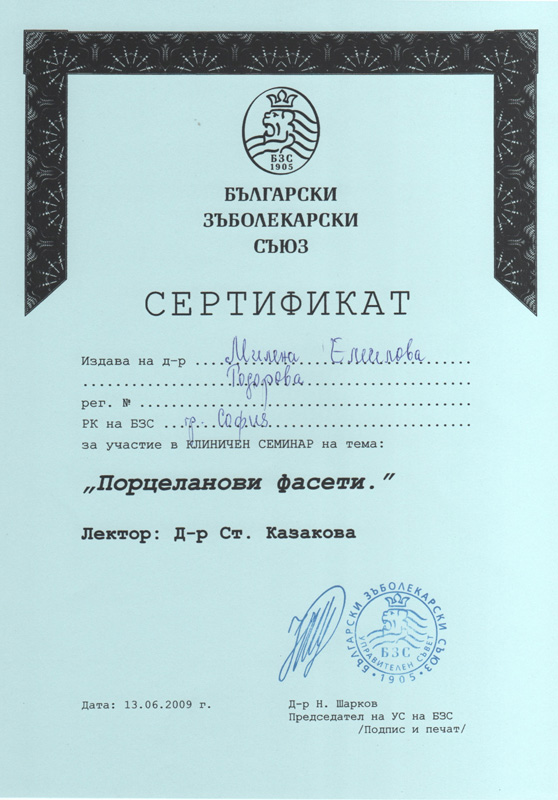 БЗС
1905
БЪЛГАРСКИ
ЗЪБОЛЕКАРСКИ
СЪЮЗ
СЕРТИФИКАТ
Издава на д-р ... Милена
Тодорова
рег. №
РК на БЗС ... гр. София
за участие в КЛИНИЧЕН СЕМИНАР на тема:
„Порцеланови фасети.”
Лектор: Д-р Ст. Казакова
БЪЛГАРСКИ ЗЪБОЛЕКАРСКИ СЪЮЗ
УПРАВИТЕЛЕН СЪВЕТ
БЗС
• 1905 •
Дата: 13.06.2009 г.
Д-р Н. Шарков
Председател на УС на БЗС
/Подпис и печат/